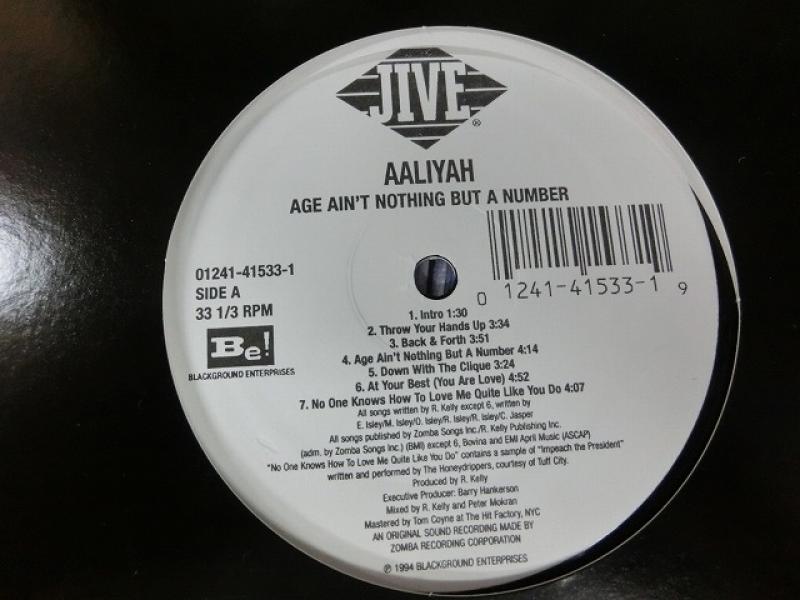 JIVE®
AALIYAH
AGE AIN'T NOTHING BUT A NUMBER
01241-41533-1
SIDE A
33 1/3 RPM
Be!
BLACKGROUND ENTERPRISES
0 1241-41533-1 9
1. Intro 1:30
2. Throw Your Hands Up 3:34
3. Back & Forth 3:51
4. Age Ain't Nothing But A Number 4:14
5. Down With The Clique 3:24
6. At Your Best (You Are Love) 4:52
7. No One Knows How To Love Me Quite Like You Do 4:07
All songs written by R. Kelly except 6, written by
E. Isley/M. Isley/O. Isley/R. Isley/R. Isley/C. Jasper
All songs published by Zomba Songs Inc./R. Kelly Publishing Inc.
(adm. by Zomba Songs Inc.) (BMI) except 6, Bovina and EMI April Music (ASCAP)
"No One Knows How To Love Me Quite Like You Do" contains a sample of "Impeach the President"
written and performed by The Honeydrippers, courtesy of Tuff City.
Produced by R. Kelly
Executive Producer: Barry Hankerson
Mixed by R. Kelly and Peter Mokran
Mastered by Tom Coyne at The Hit Factory, NYC
AN ORIGINAL SOUND RECORDING MADE BY
ZOMBA RECORDING CORPORATION
℗ 1994 BLACKGROUND ENTERPRISES